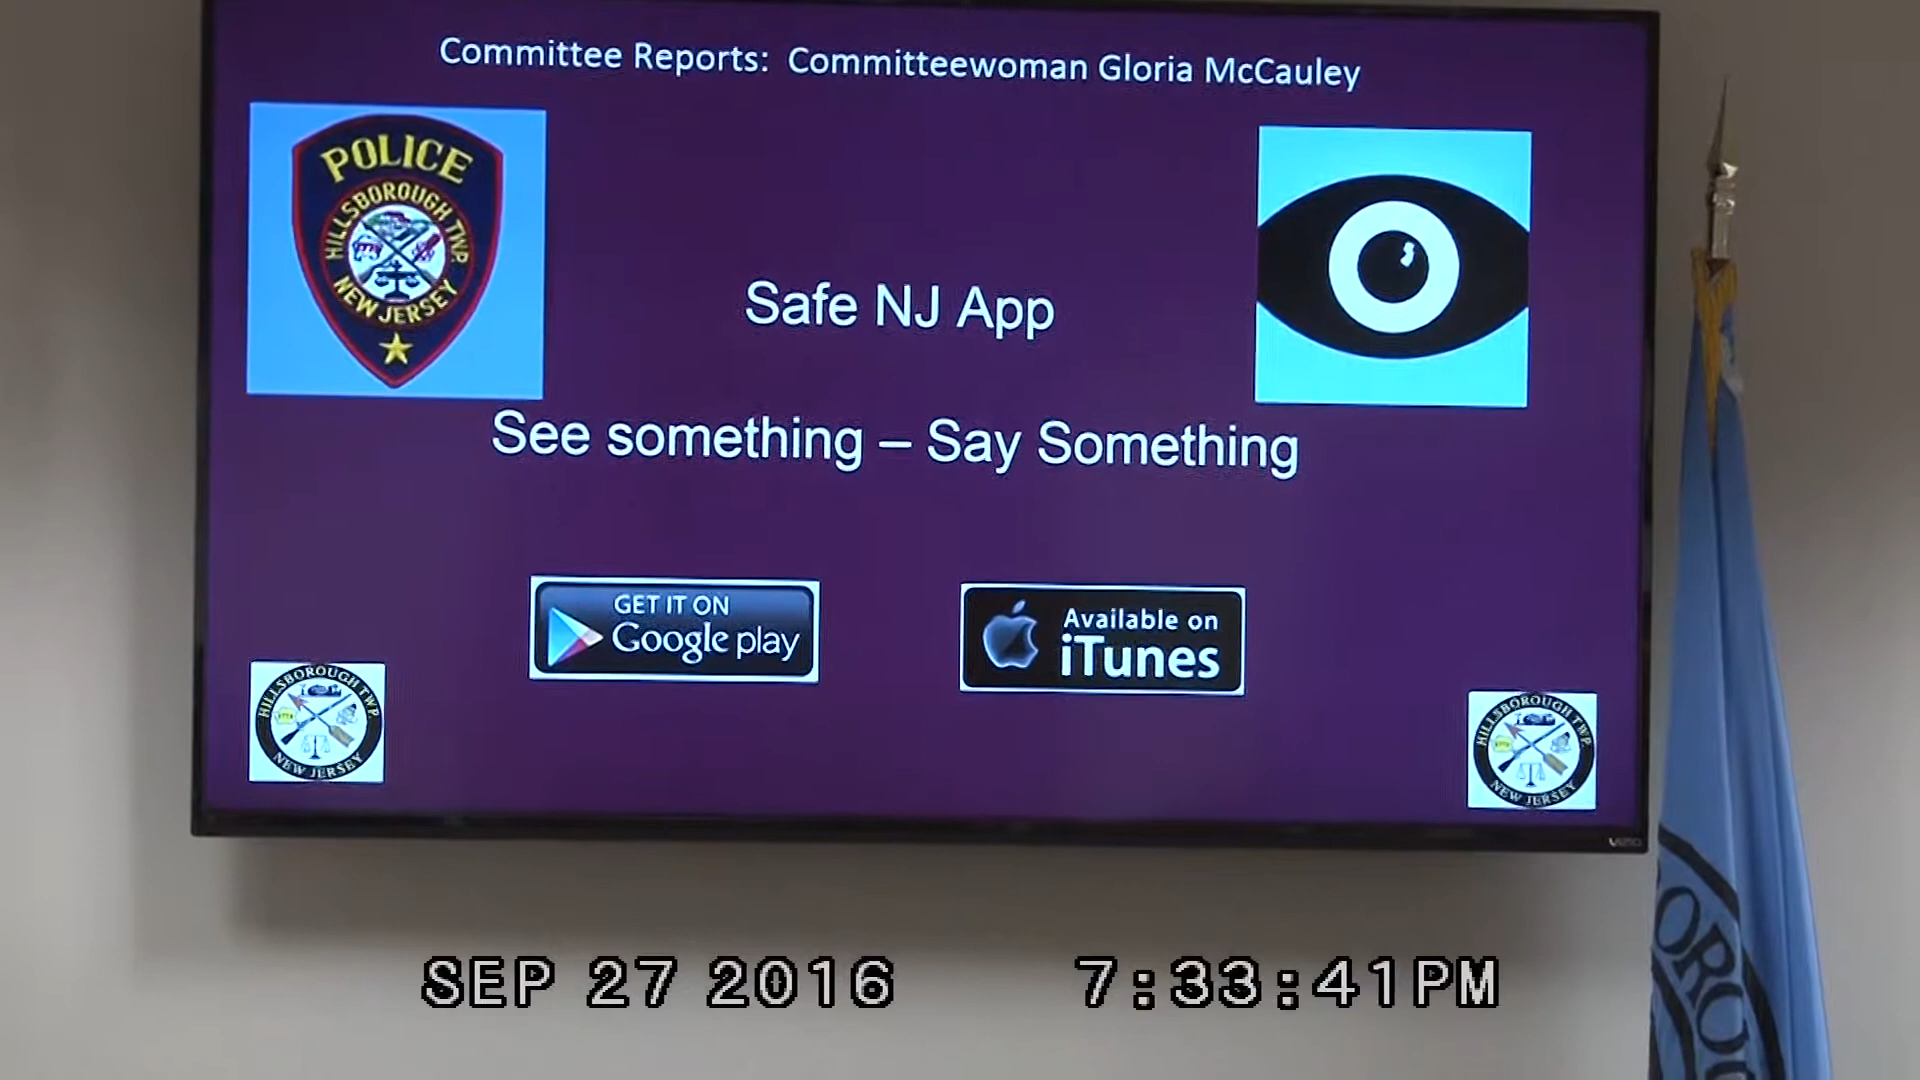 Committee Reports: Committeewoman Gloria McCauley
POLICE
HILLSBOROUGH TWP.
NEW JERSEY
Safe NJ App
See something – Say Something
GET IT ON
Google play
Available on
iTunes
HILLSBOROUGH TWP.
NEW JERSEY
HILLSBOROUGH TWP.
NEW JERSEY
VIZIO
SEP 27 2016 7:33:41PM